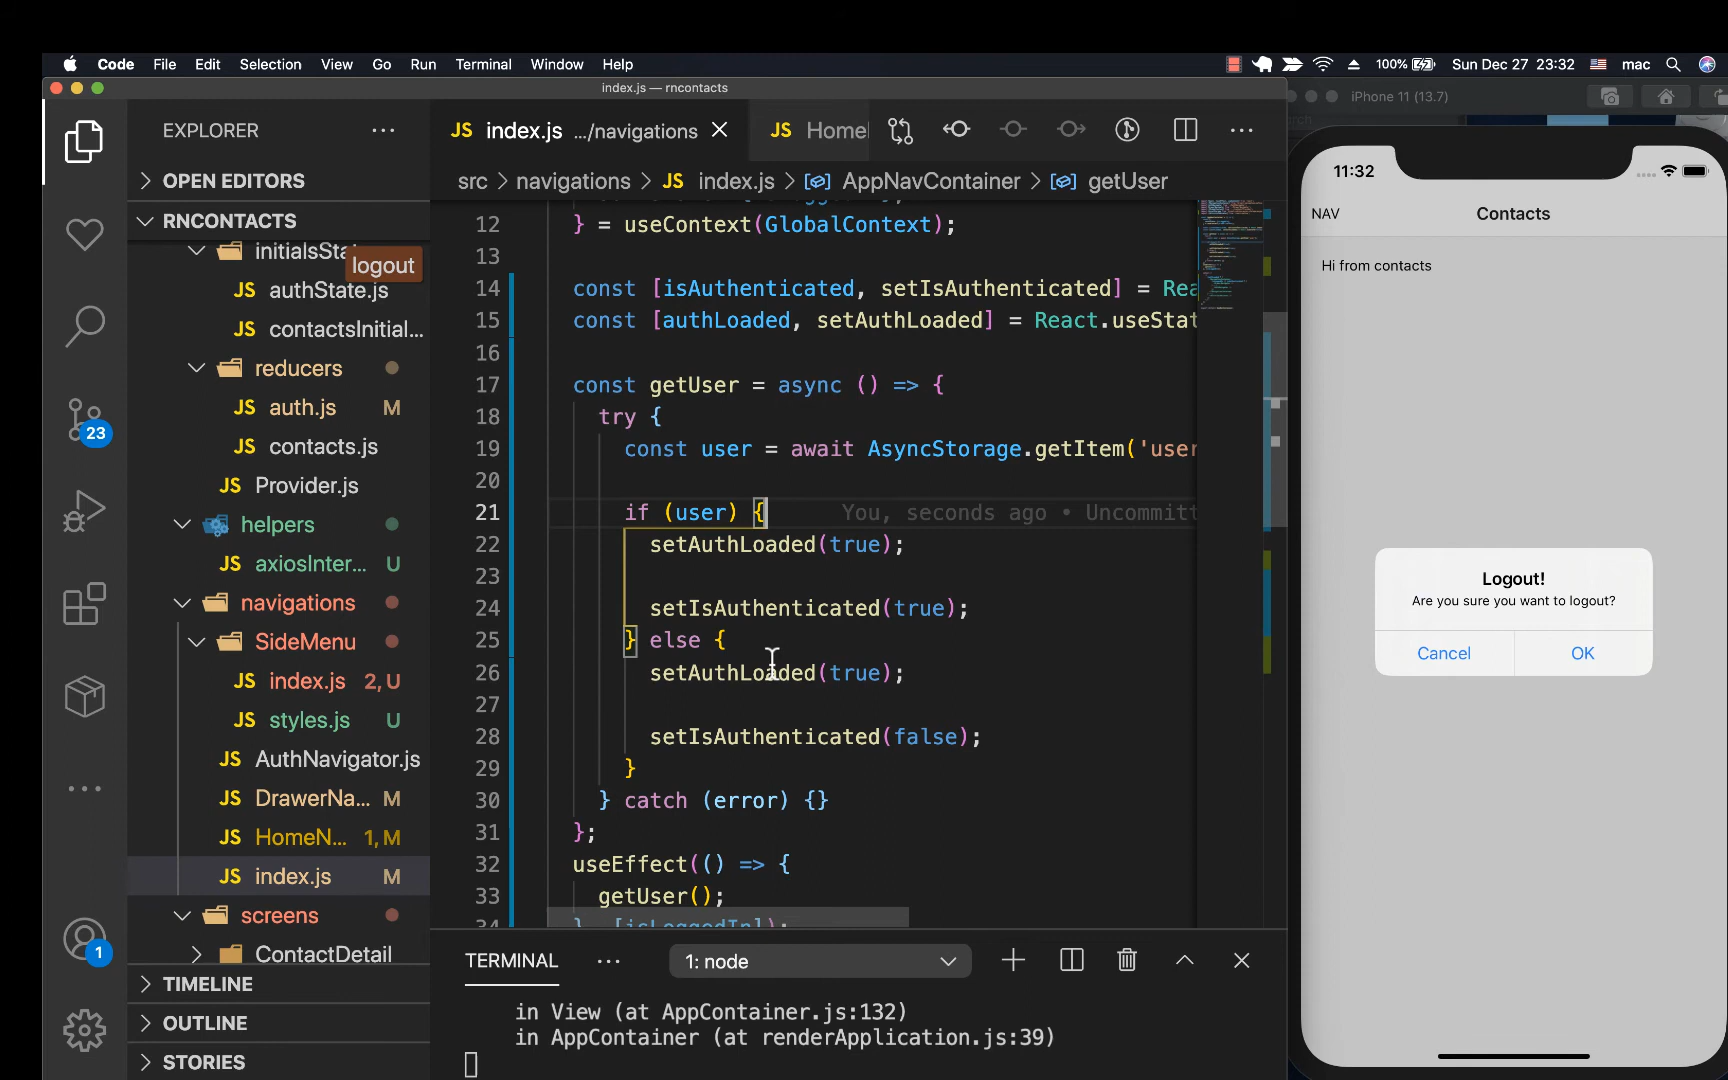 Code File Edit Selection View Go Run Terminal Window Help
100% Sun Dec 27 23:32 mac
index.js — rncontacts
iPhone 11 (13.7)
EXPLORER
OPEN EDITORS
RNCONTACTS
initialsSta
logout
authState.js
contactsInitial...
reducers
auth.js M
contacts.js
Provider.js
helpers
axiosInter... U
navigations
SideMenu
index.js 2, U
styles.js U
AuthNavigator.js
DrawerNa... M
HomeN... 1, M
index.js M
screens
ContactDetail
TIMELINE
OUTLINE
STORIES
23
1
JS index.js .../navigations
JS Home
src > navigations > JS index.js > AppNavContainer > getUser
12 } = useContext(GlobalContext);
13
14 const [isAuthenticated, setIsAuthenticated] = Rea
15 const [authLoaded, setAuthLoaded] = React.useStat
16
17 const getUser = async () => {
18 try {
19 const user = await AsyncStorage.getItem('user
20
21 if (user) { You, seconds ago • Uncommitt
22 setAuthLoaded(true);
23
24 setIsAuthenticated(true);
25 } else {
26 setAuthLoaded(true);
27
28 setIsAuthenticated(false);
29 }
30 } catch (error) {}
31 };
32 useEffect(() => {
33 getUser();
}, [isLoggedIn]);
TERMINAL
1: node
in View (at AppContainer.js:132)
in AppContainer (at renderApplication.js:39)
11:32
NAV Contacts
Hi from contacts
Logout!
Are you sure you want to logout?
Cancel OK